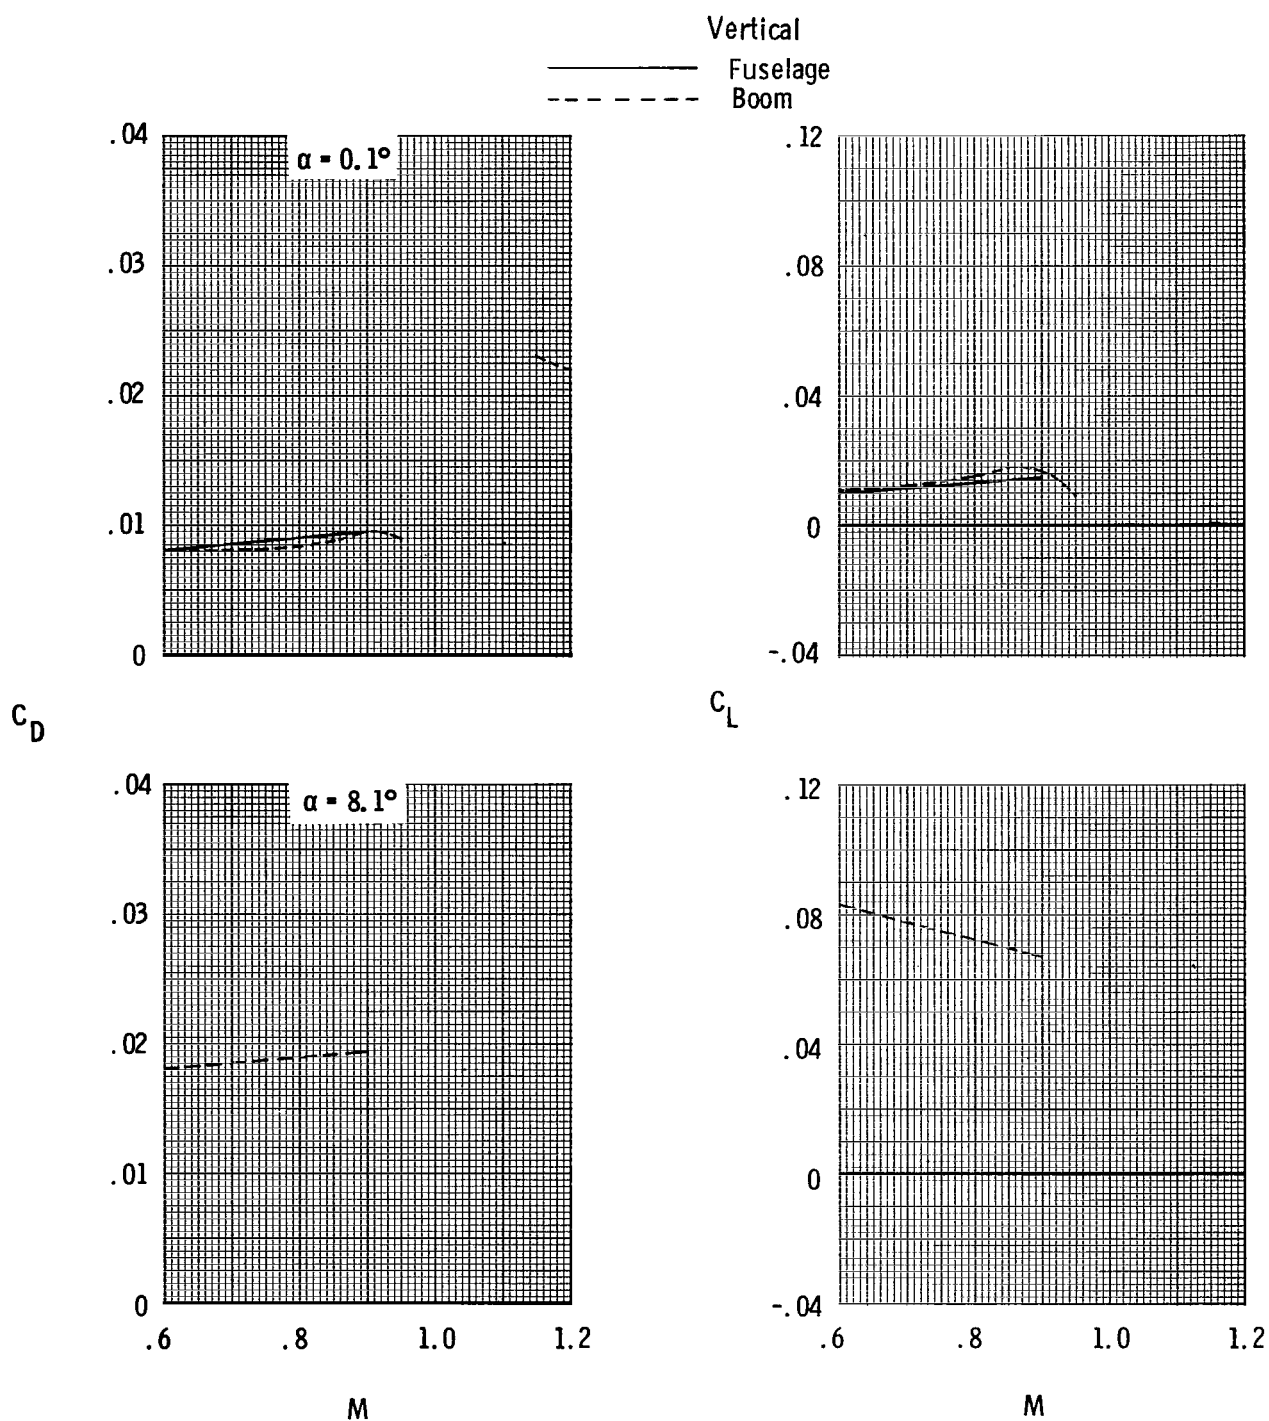 Vertical
Fuselage
Boom
.04
α = 0.1°
.03
.02
.01
0
.12
.08
.04
0
-.04
C_D
C_L
.04
α = 8.1°
.03
.02
.01
0
.6 .8 1.0 1.2
M
.12
.08
.04
0
-.04
.6 .8 1.0 1.2
M